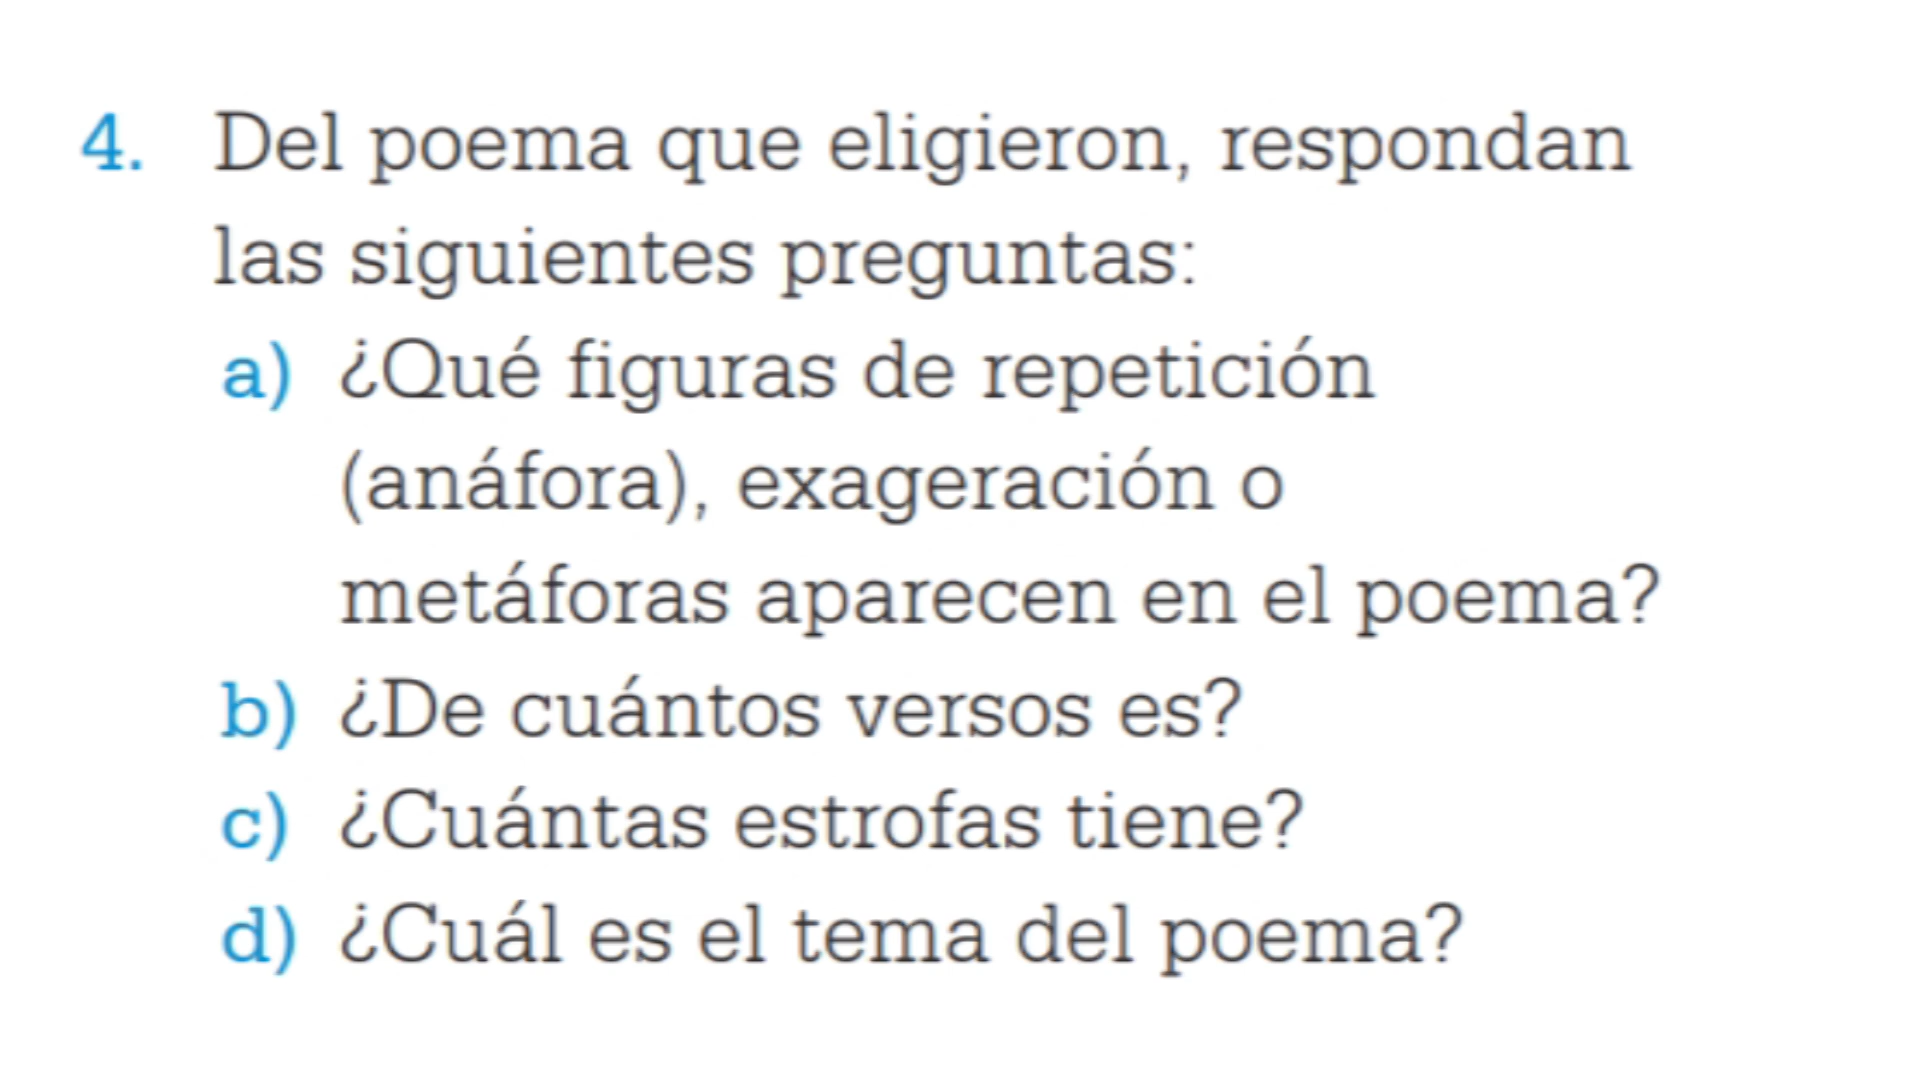 4. Del poema que eligieron, respondan
las siguientes preguntas:
a) ¿Qué figuras de repetición
(anáfora), exageración o
metáforas aparecen en el poema?
b) ¿De cuántos versos es?
c) ¿Cuántas estrofas tiene?
d) ¿Cuál es el tema del poema?